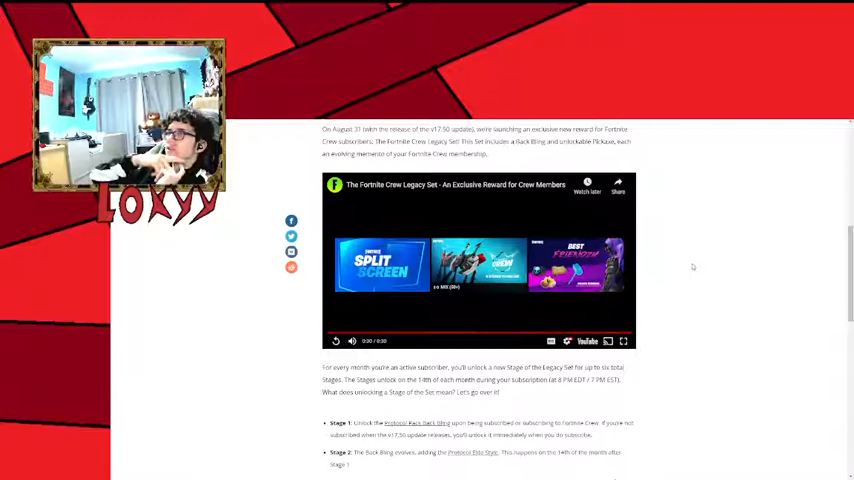 On August 31 (with the release of the v17.50 update), we're launching an exclusive new reward for Fortnite
Crew subscribers: The Fortnite Crew Legacy Set! This Set includes a Back Bling and unlockable Pickaxe, each
an evolving memento of your Fortnite Crew membership.
The Fortnite Crew Legacy Set - An Exclusive Reward for Crew Members
Watch later
Share
LOXYY
SPLIT
SCREEN
CREW
BEST
FRIENDZY
0:30 / 0:30
YouTube
For every month you're an active subscriber, you'll unlock a new Stage of the Legacy Set for up to six total
Stages. The Stages unlock on the 14th of each month during your subscription (at 8 PM EDT / 7 PM EST).
What does unlocking a Stage of the Set mean? Let's go over it!
Stage 1: Unlock the Protocol Pack Back Bling upon being subscribed or subscribing to Fortnite Crew. If you're not
subscribed when the v17.50 update releases, you'll unlock it immediately when you do subscribe.
Stage 2: The Back Bling evolves, adding the Protocol Elite Style. This happens on the 14th of the month after
Stage 1